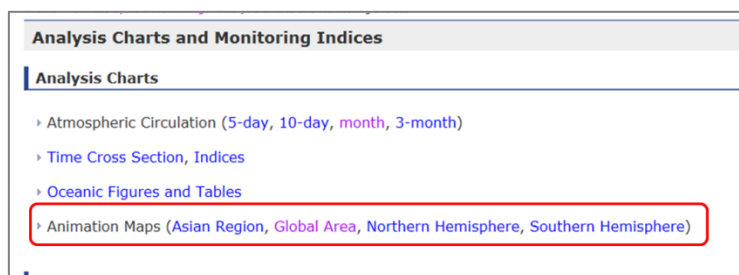 Analysis Charts and Monitoring Indices
Analysis Charts
Atmospheric Circulation (5-day, 10-day, month, 3-month)
Time Cross Section, Indices
Oceanic Figures and Tables
Animation Maps (Asian Region, Global Area, Northern Hemisphere, Southern Hemisphere)